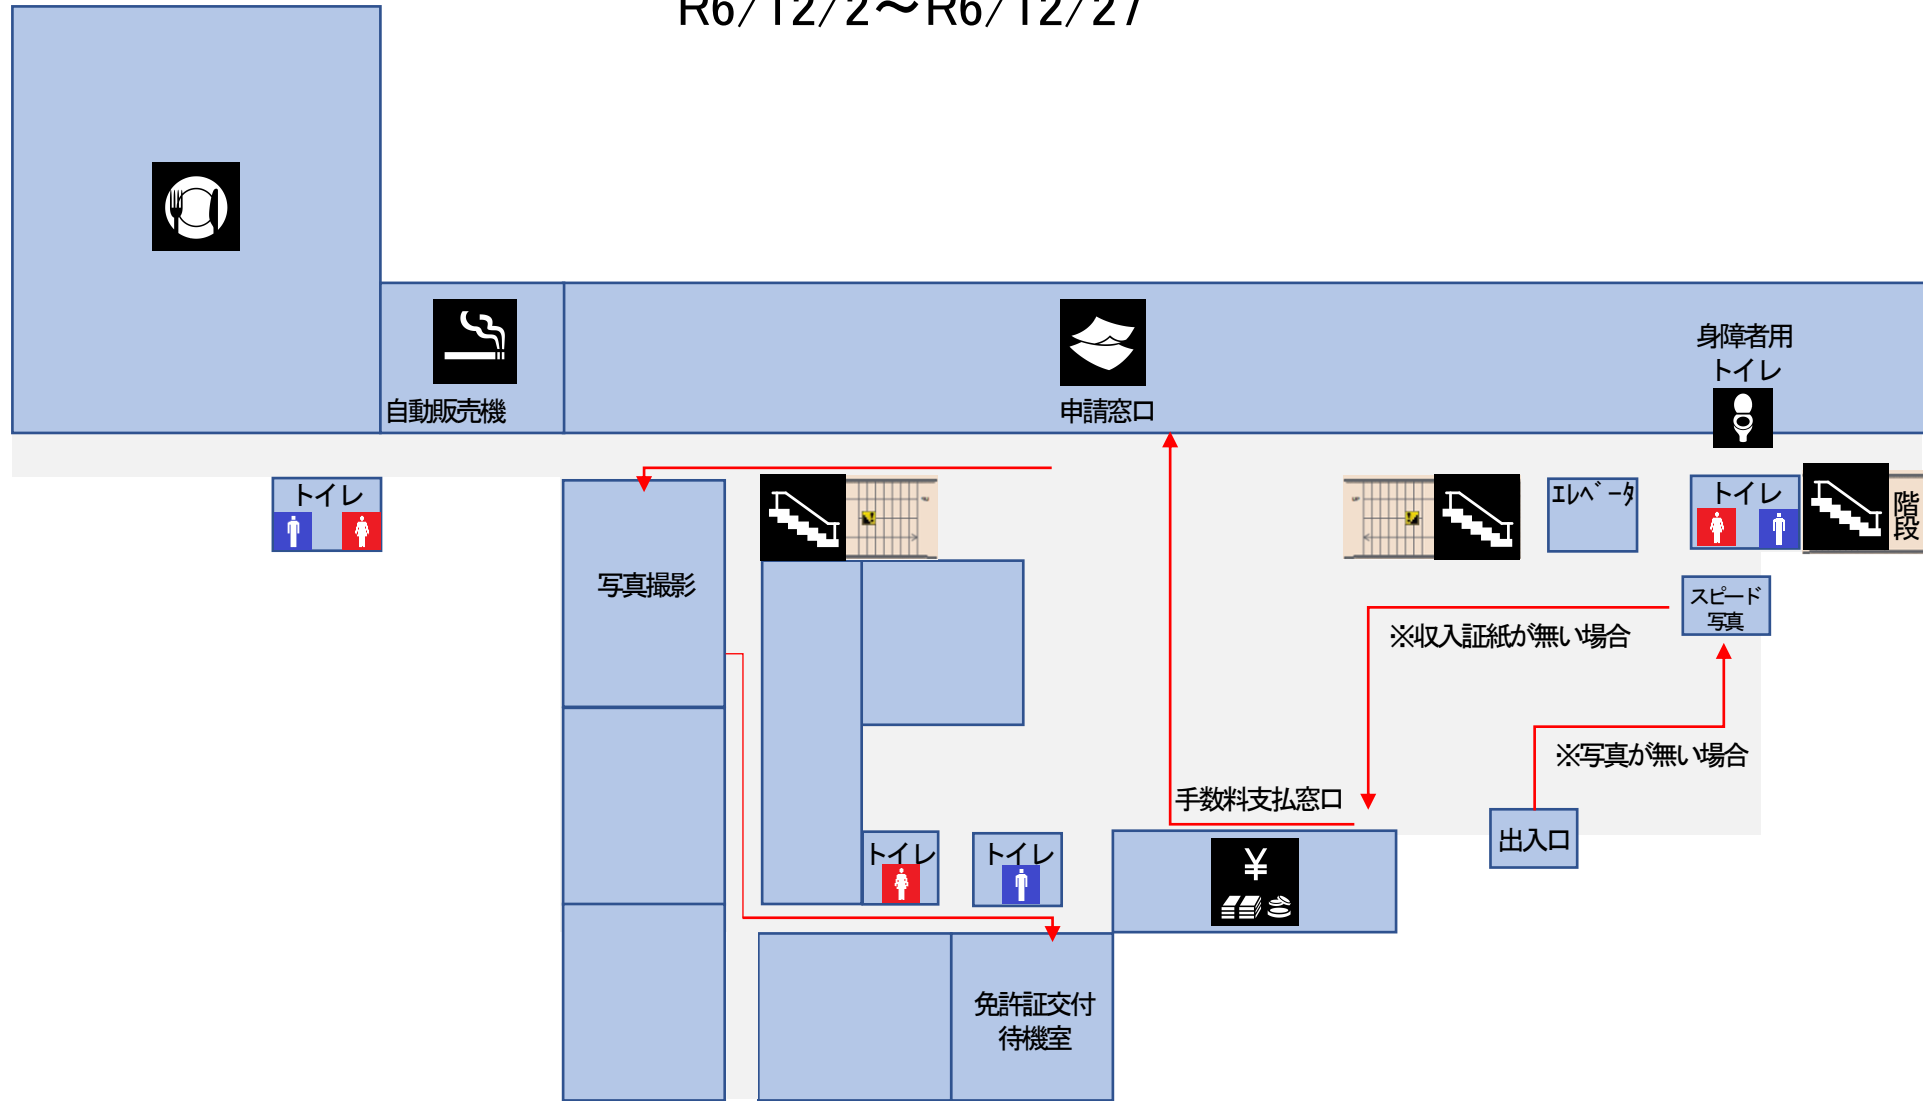 R6/12/2～R6/12/27
身障者用
トイレ
自動販売機
申請窓口
トイレ
ｴﾚﾍﾞｰﾀ
トイレ
階段
写真撮影
スピード
写真
※収入証紙が無い場合
※写真が無い場合
手数料支払窓口
出入口
トイレ
トイレ
¥
免許証交付
待機室